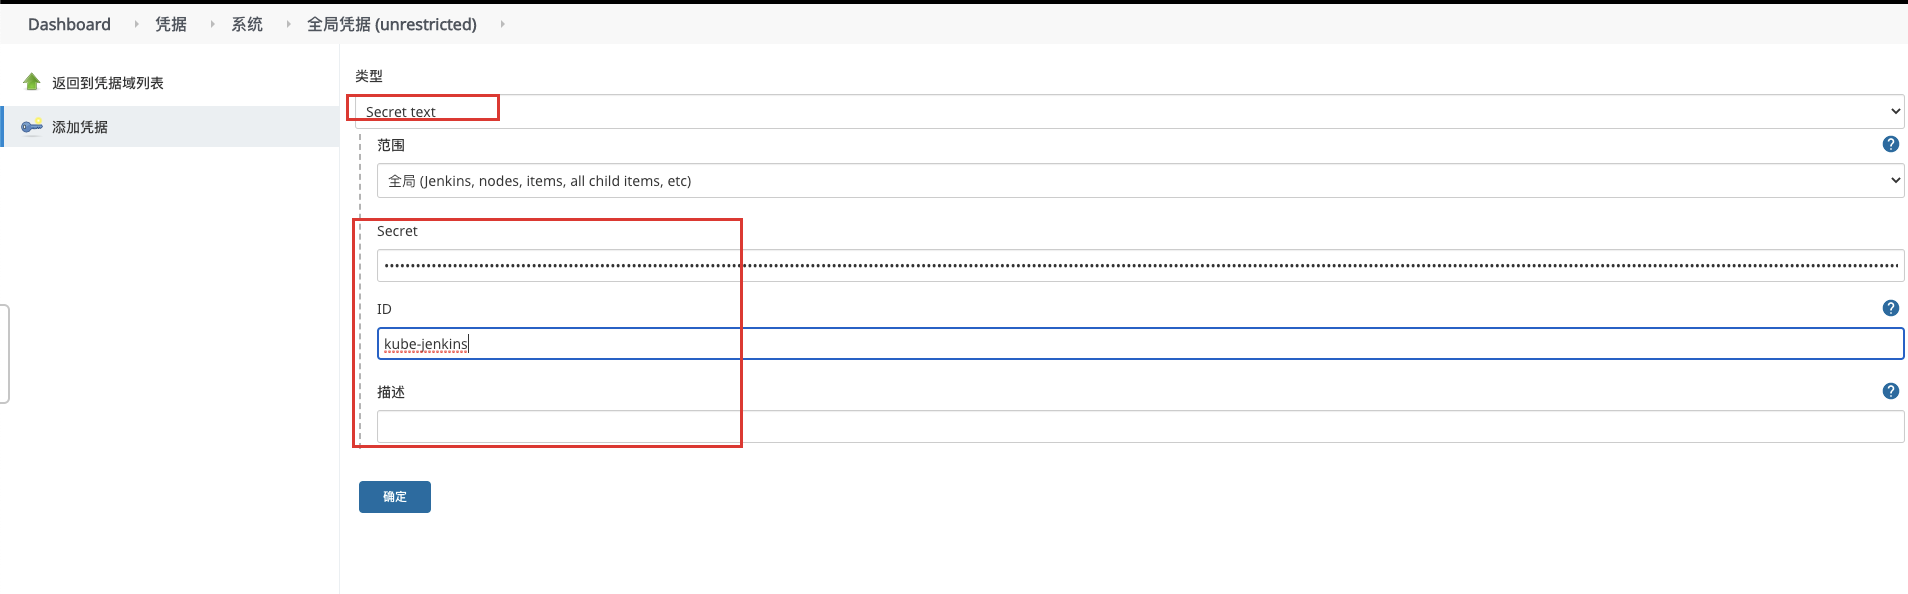 Dashboard 凭据 系统 全局凭据 (unrestricted)
返回到凭据域列表
添加凭据
类型
Secret text
范围
全局 (Jenkins, nodes, items, all child items, etc)
Secret
ID
kube-jenkins
描述
确定